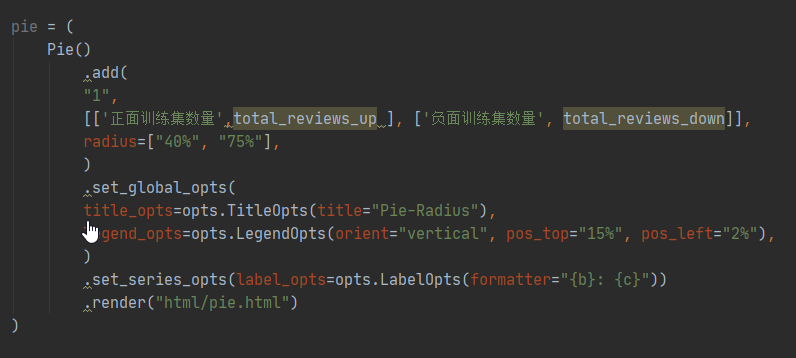 pie = (
    Pie()
        .add(
        "1",
        [['正面训练集数量',total_reviews_up ], ['负面训练集数量', total_reviews_down]],
        radius=["40%", "75%"],
        )
        .set_global_opts(
        title_opts=opts.TitleOpts(title="Pie-Radius"),
        legend_opts=opts.LegendOpts(orient="vertical", pos_top="15%", pos_left="2%"),
        )
        .set_series_opts(label_opts=opts.LabelOpts(formatter="{b}: {c}"))
        .render("html/pie.html")
)